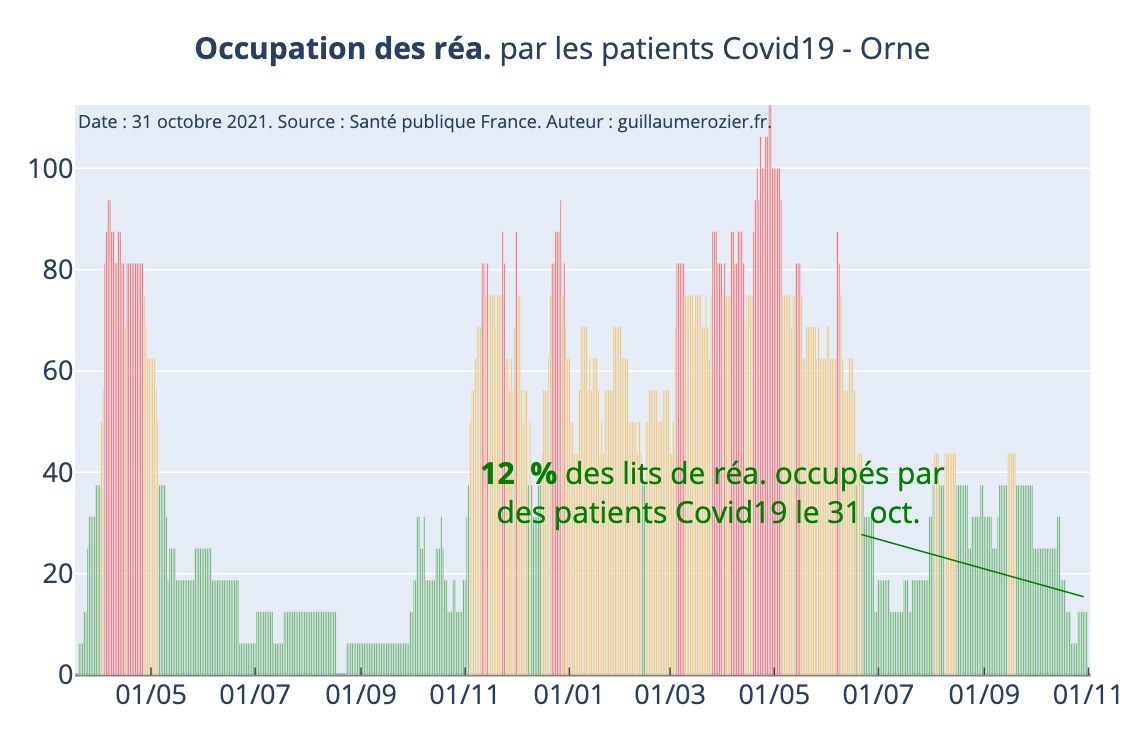 Occupation des réa. par les patients Covid19 - Orne
Date : 31 octobre 2021. Source : Santé publique France. Auteur : guillaumerozier.fr.
100
80
60
40
20
0
12 % des lits de réa. occupés par
des patients Covid19 le 31 oct.
01/05 01/07 01/09 01/11 01/01 01/03 01/05 01/07 01/09 01/11